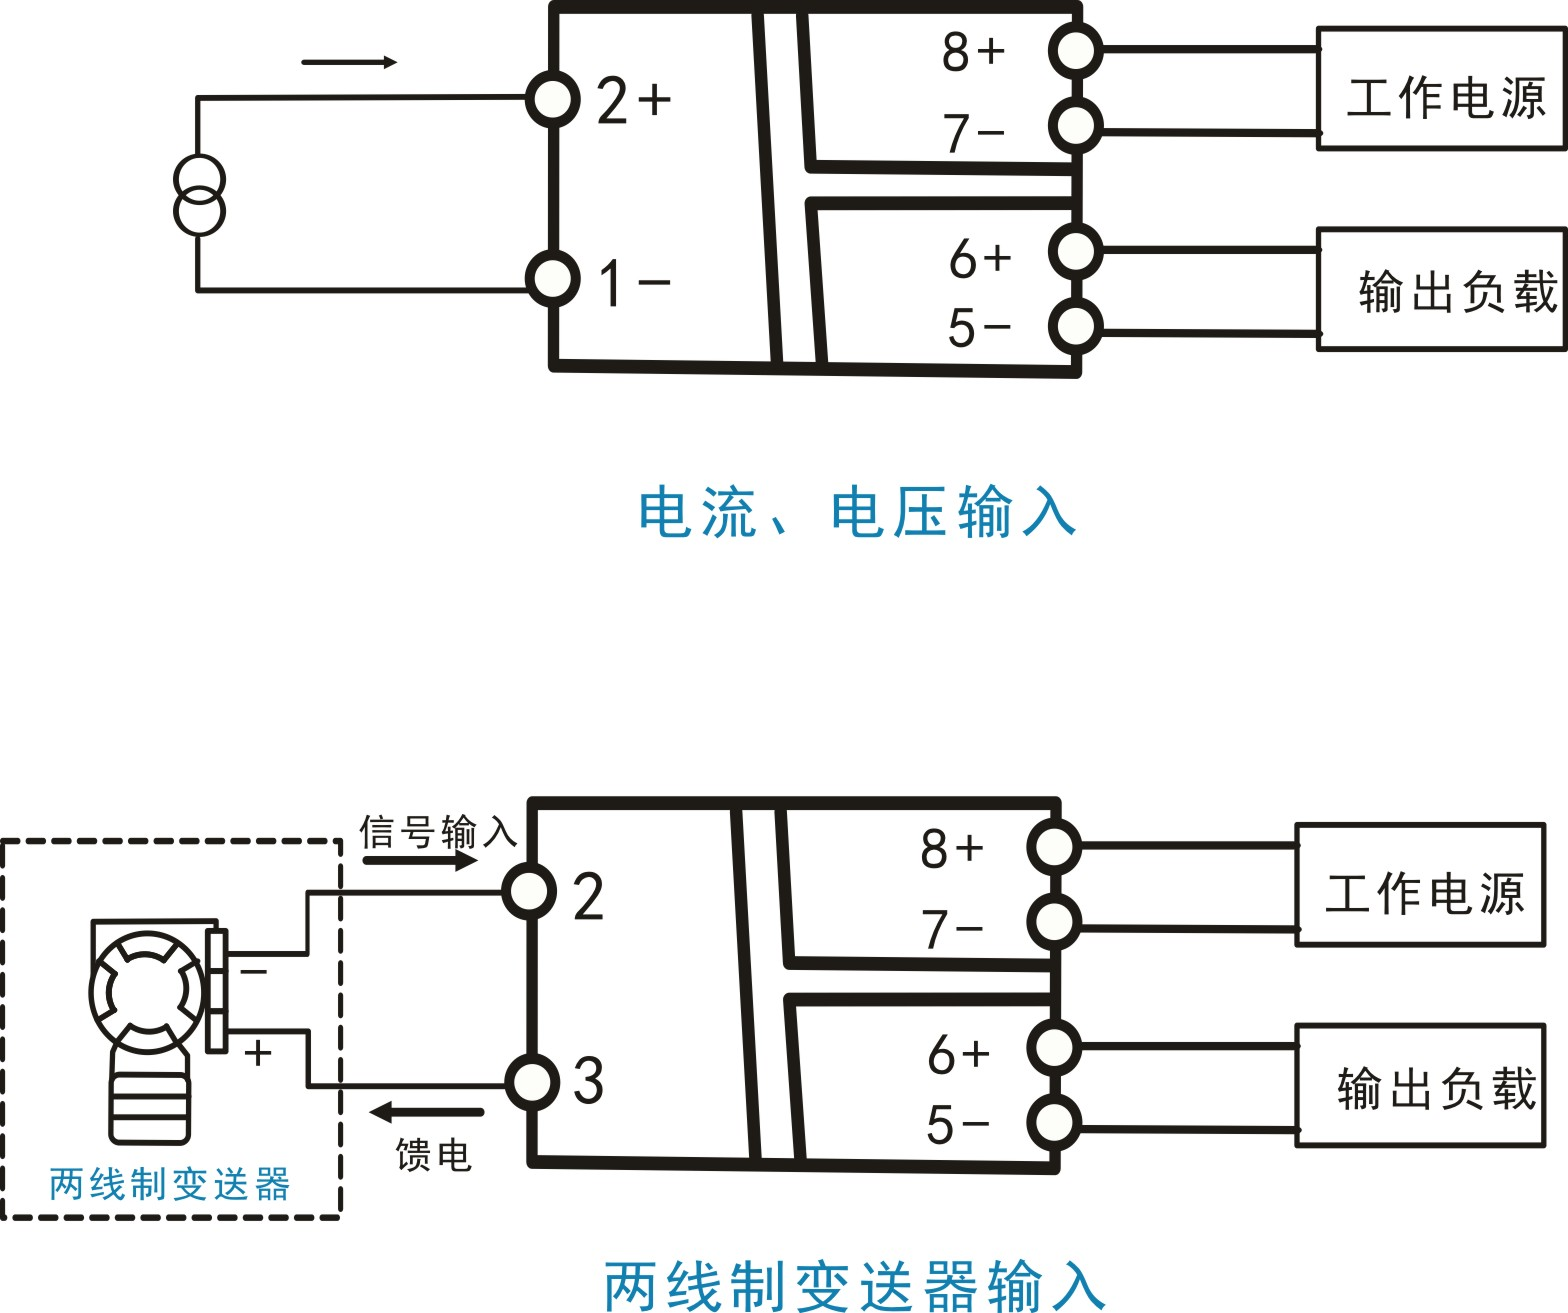 8+
工作电源
2+
7-
6+
输出负载
1-
5-
电流、电压输入
信号输入
8+
工作电源
2
7-
-
+
6+
输出负载
3
5-
馈电
两线制变送器
两线制变送器输入